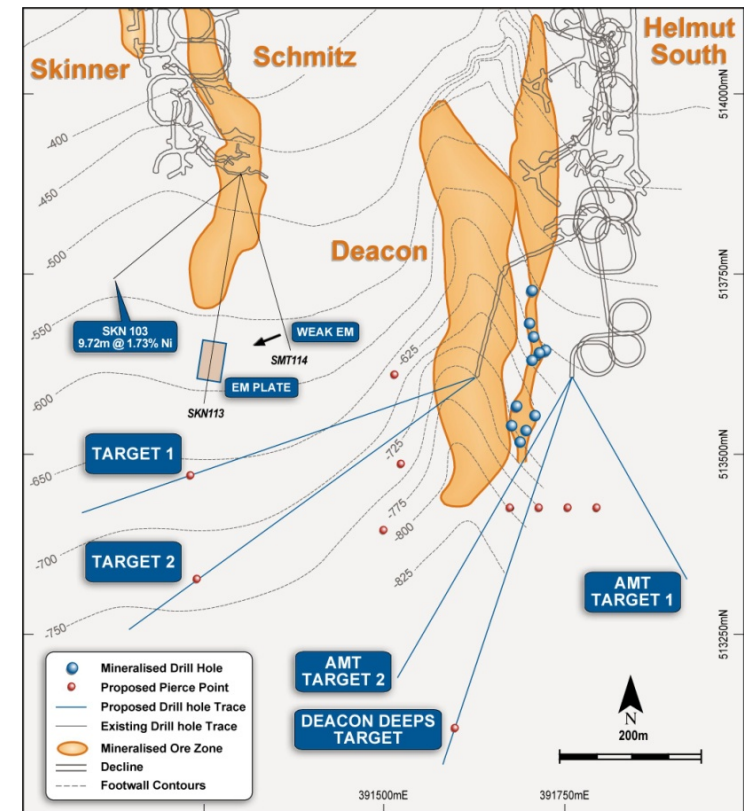 Skinner
Schmitz
Helmut
South
Deacon
514000mN
513750mN
513500mN
513250mN
-400
-450
-500
-550
-600
-650
-700
-750
-625
-725
-775
-800
-825
SKN 103
9.72m @ 1.73% Ni
WEAK EM
SMT114
EM PLATE
SKN113
TARGET 1
TARGET 2
AMT
TARGET 1
AMT
TARGET 2
DEACON DEEPS
TARGET
Mineralised Drill Hole
Proposed Pierce Point
Proposed Drill hole Trace
Existing Drill hole Trace
Mineralised Ore Zone
Decline
Footwall Contours
N
200m
391500mE
391750mE